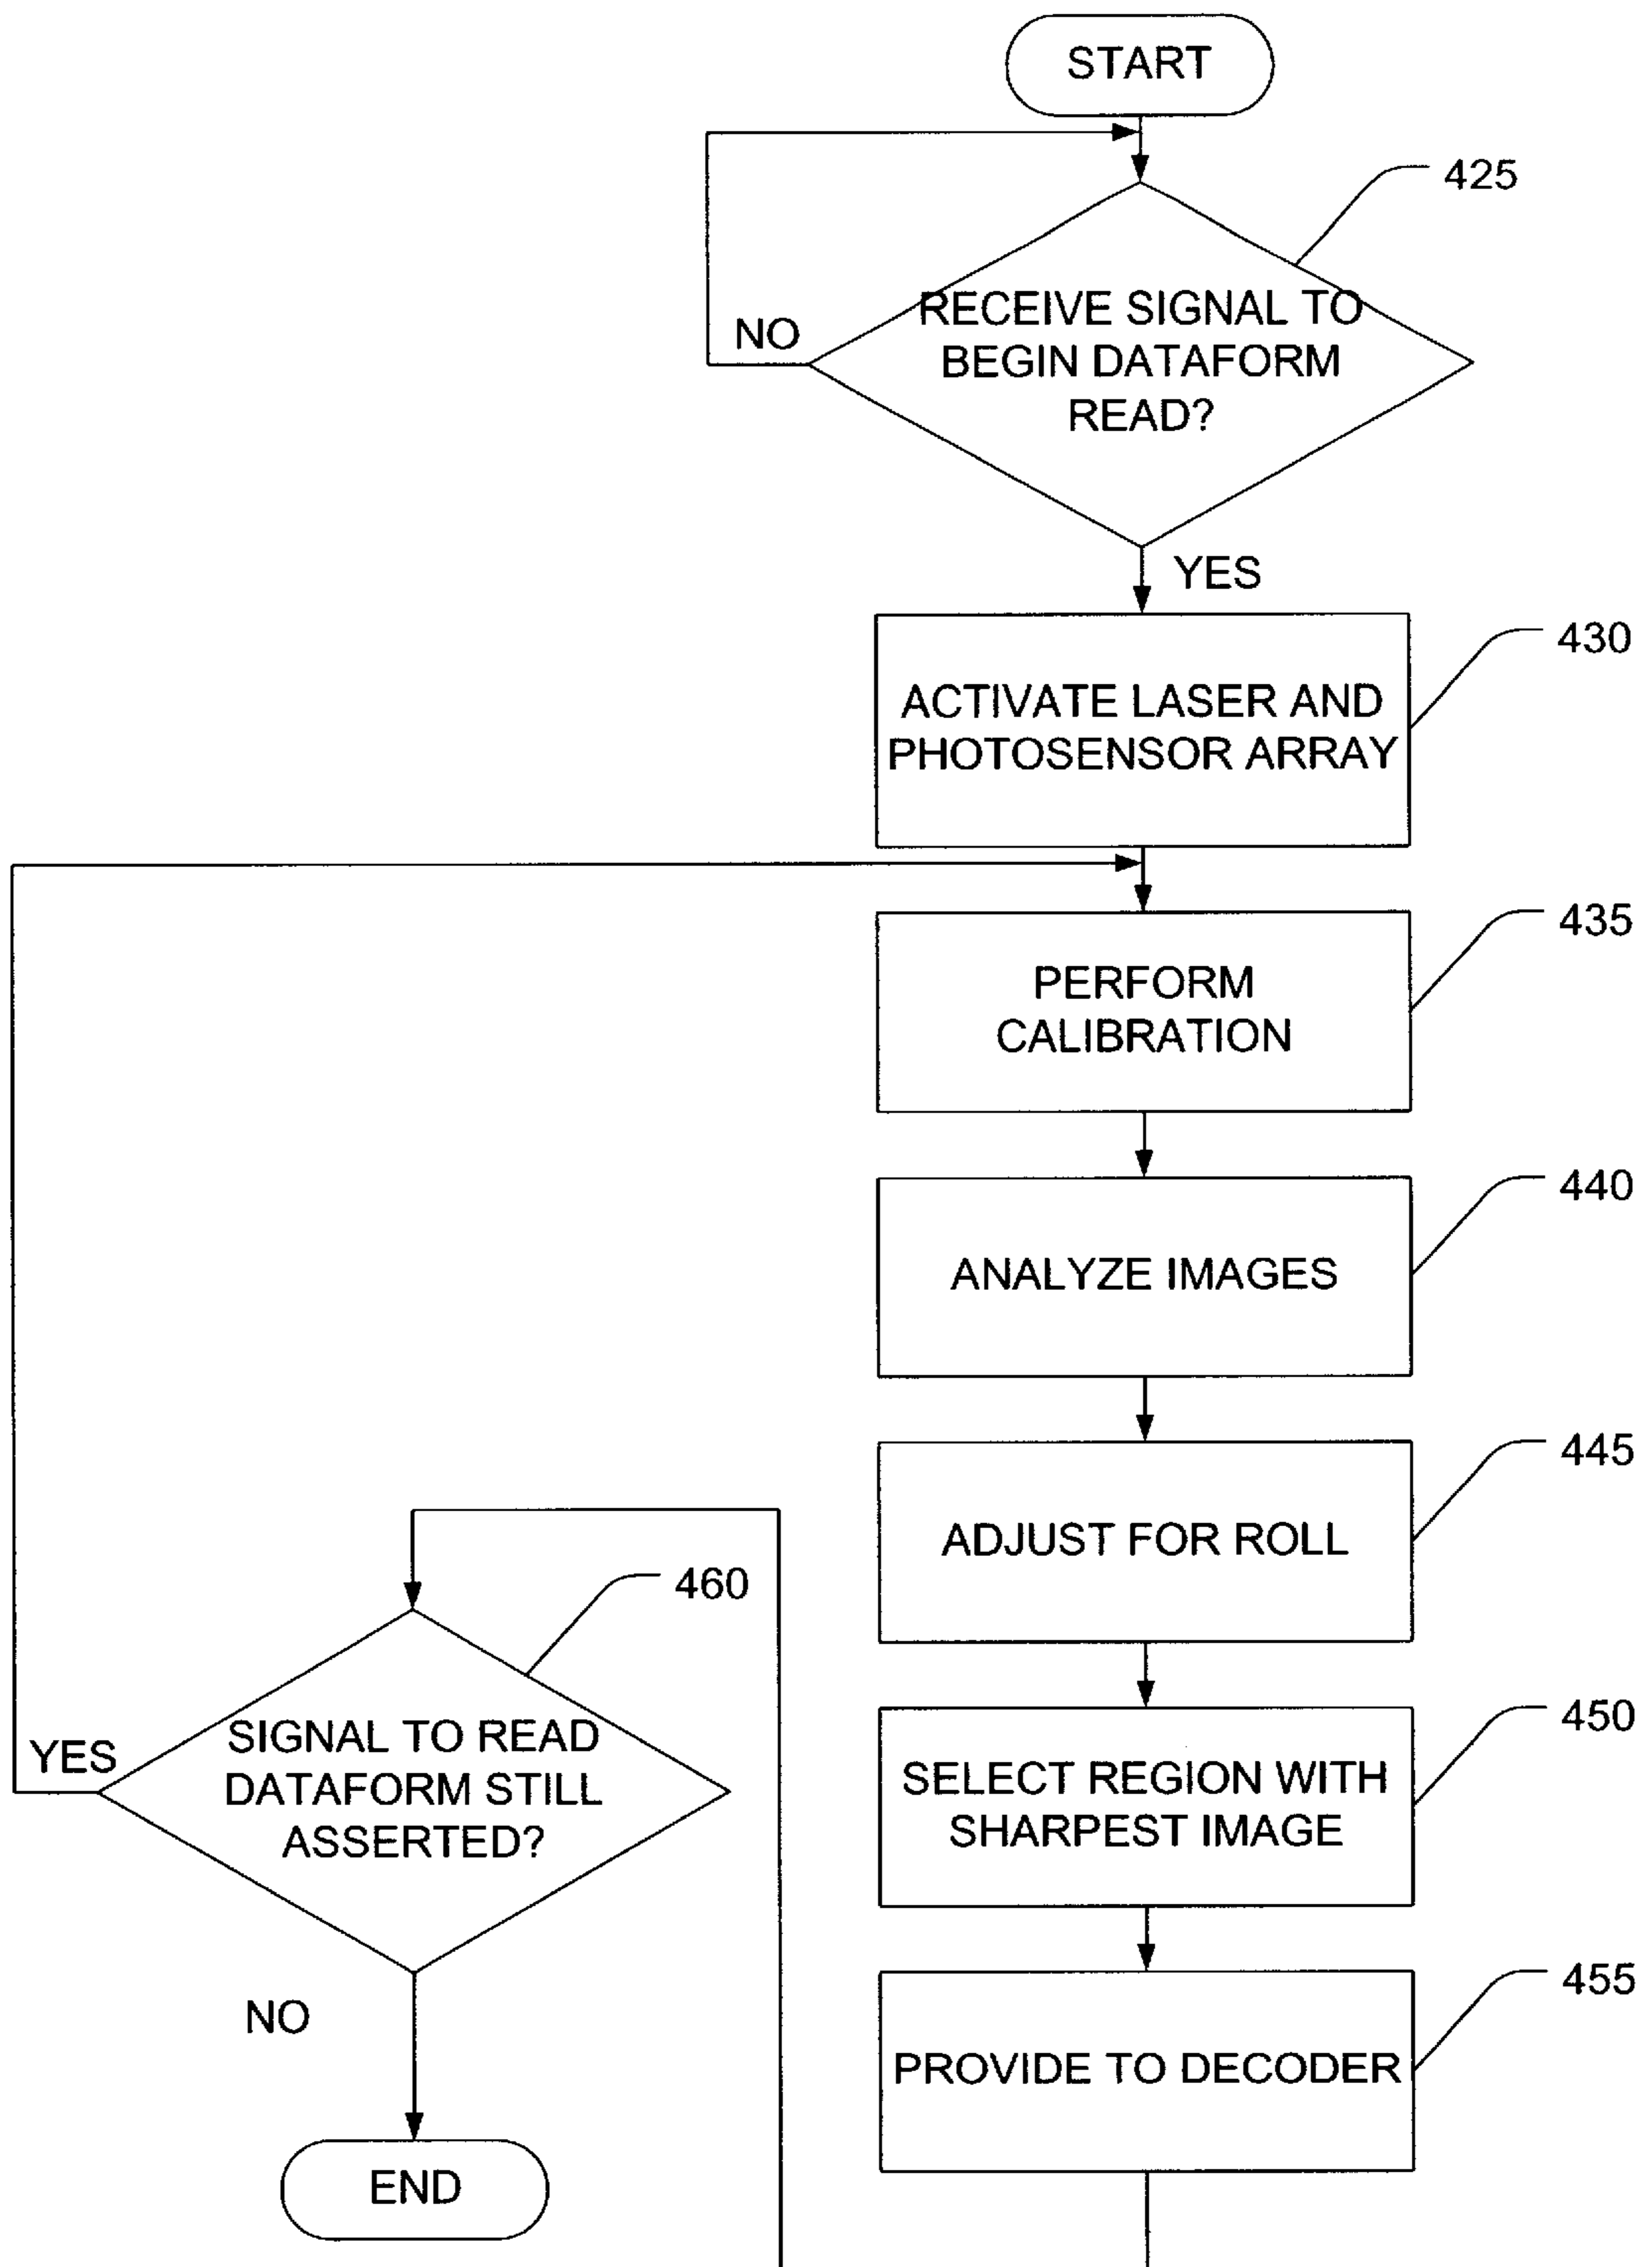 START
425
RECEIVE SIGNAL TO
BEGIN DATAFORM
READ?
NO
YES
430
ACTIVATE LASER AND
PHOTOSENSOR ARRAY
435
PERFORM
CALIBRATION
440
ANALYZE IMAGES
445
ADJUST FOR ROLL
450
SELECT REGION WITH
SHARPEST IMAGE
455
PROVIDE TO DECODER
460
SIGNAL TO READ
DATAFORM STILL
ASSERTED?
YES
NO
END